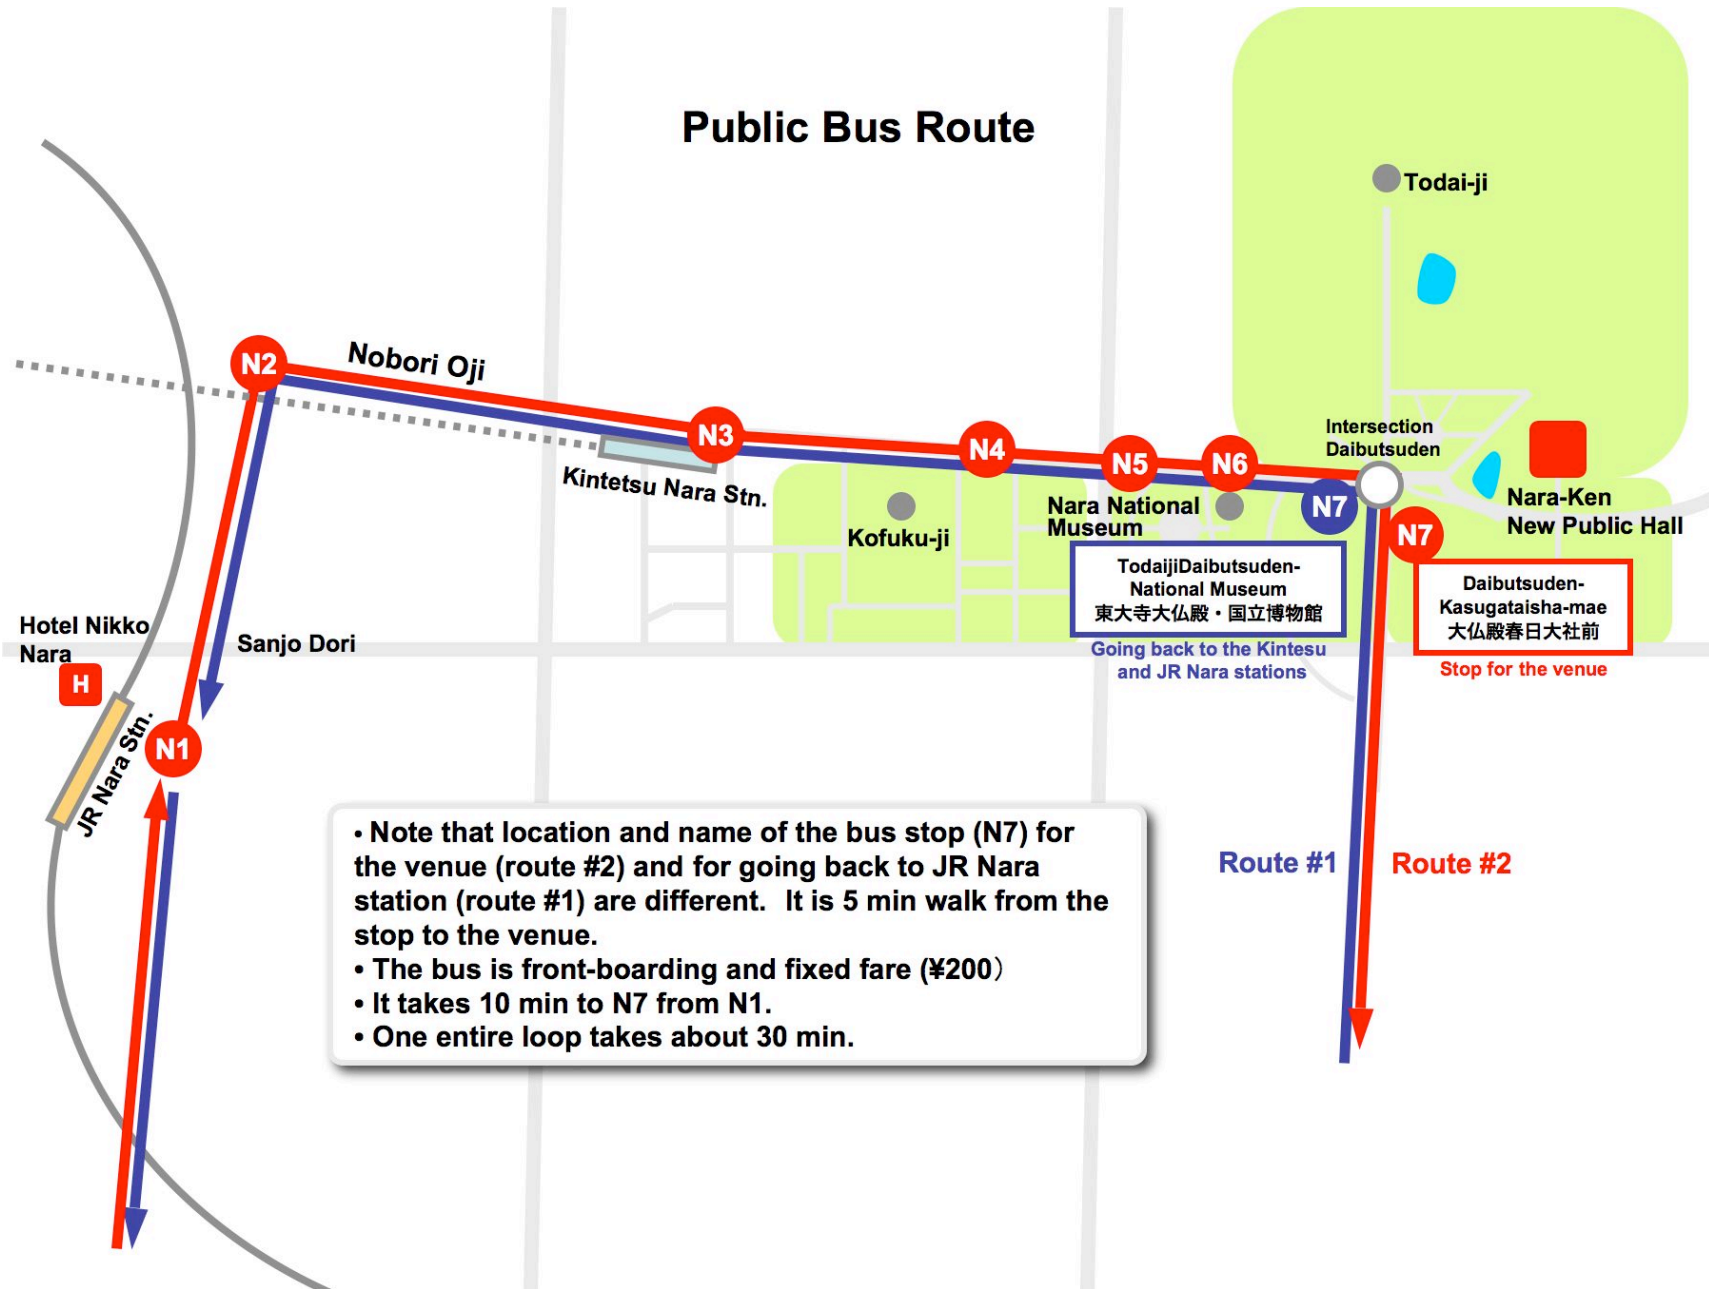 Public Bus Route
Todai-ji
N2
Nobori Oji
N3
N4
N5
N6
Intersection
Daibutsuden
Kintetsu Nara Stn.
Kofuku-ji
Nara National
Museum
N7
N7
Nara-Ken
New Public Hall
TodaijiDaibutsuden-
National Museum
東大寺大仏殿・国立博物館
Going back to the Kintesu
and JR Nara stations
Daibutsuden-
Kasugataisha-mae
大仏殿春日大社前
Stop for the venue
Hotel Nikko
Nara
H
Sanjo Dori
JR Nara Stn.
N1
• Note that location and name of the bus stop (N7) for
the venue (route #2) and for going back to JR Nara
station (route #1) are different. It is 5 min walk from the
stop to the venue.
• The bus is front-boarding and fixed fare (¥200）
• It takes 10 min to N7 from N1.
• One entire loop takes about 30 min.
Route #1
Route #2